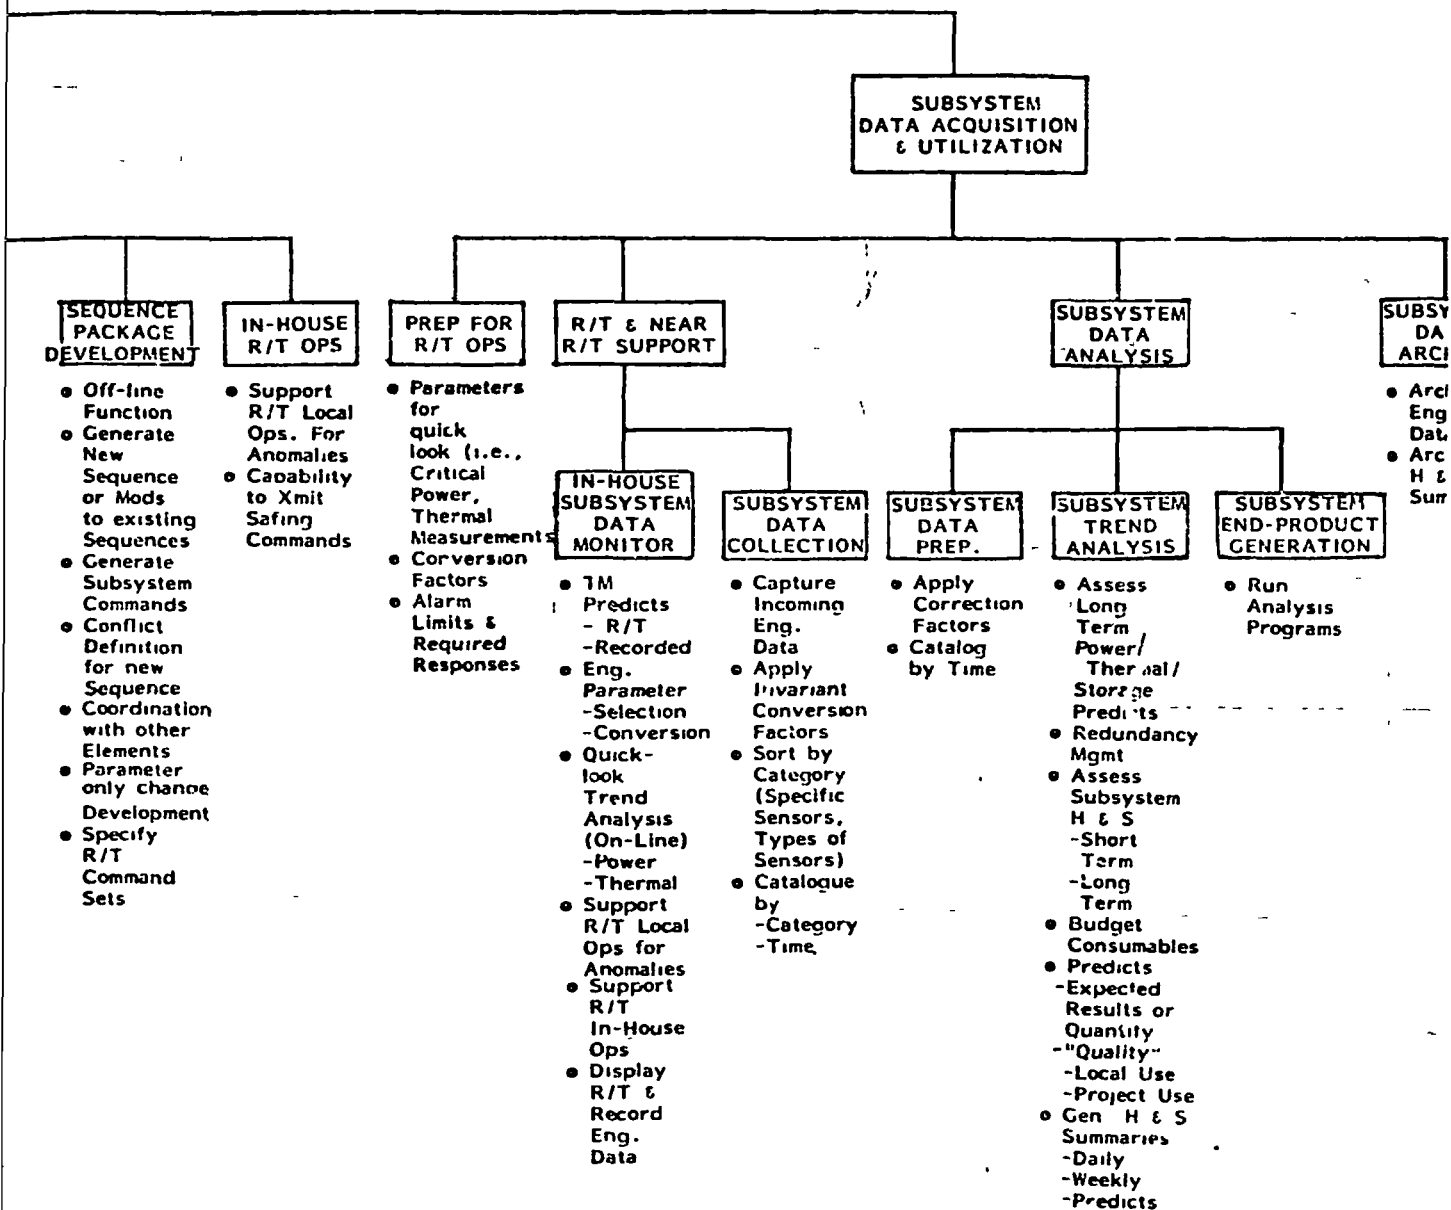 SUBSYSTEM
DATA ACQUISITION
& UTILIZATION
SEQUENCE
PACKAGE
DEVELOPMENT
• Off-line
Function
• Generate
New
Sequence
or Mods
to existing
Sequences
• Generate
Subsystem
Commands
• Conflict
Definition
for new
Sequence
• Coordination
with other
Elements
• Parameter
only change
Development
• Specify
R/T
Command
Sets
IN-HOUSE
R/T OPS
• Support
R/T Local
Ops. For
Anomalies
• Capability
to Xmit
Safing
Commands
PREP FOR
R/T OPS
• Parameters
for
quick
look (i.e.,
Critical
Power,
Thermal
Measurements
• Conversion
Factors
• Alarm
Limits &
Required
Responses
R/T & NEAR
R/T SUPPORT
IN-HOUSE
SUBSYSTEM
DATA
MONITOR
• TM
Predicts
- R/T
-Recorded
• Eng.
Parameter
-Selection
-Conversion
• Quick-
look
Trend
Analysis
(On-Line)
-Power
-Thermal
• Support
R/T Local
Ops for
Anomalies
• Support
R/T
In-House
Ops
• Display
R/T &
Record
Eng.
Data
SUBSYSTEM
DATA
COLLECTION
• Capture
Incoming
Eng.
Data
• Apply
Invariant
Conversion
Factors
• Sort by
Category
(Specific
Sensors,
Types of
Sensors)
• Catalogue
by
-Category
-Time
SUBSYSTEM
DATA
ANALYSIS
SUBSYSTEM
DATA
PREP.
• Apply
Correction
Factors
• Catalog
by Time
SUBSYSTEM
TREND
ANALYSIS
• Assess
Long
Term
Power/
Thermal/
Storage
Predicts
• Redundancy
Mgmt
• Assess
Subsystem
H & S
-Short
Term
-Long
Term
• Budget
Consumables
• Predicts
-Expected
Results or
Quantity
-"Quality"
-Local Use
-Project Use
• Gen H & S
Summaries
-Daily
-Weekly
-Predicts
SUBSYSTEM
END-PRODUCT
GENERATION
• Run
Analysis
Programs
SUBSY
DA
ARCH
• Arcl
Eng
Dat
• Arc
H &
Sum